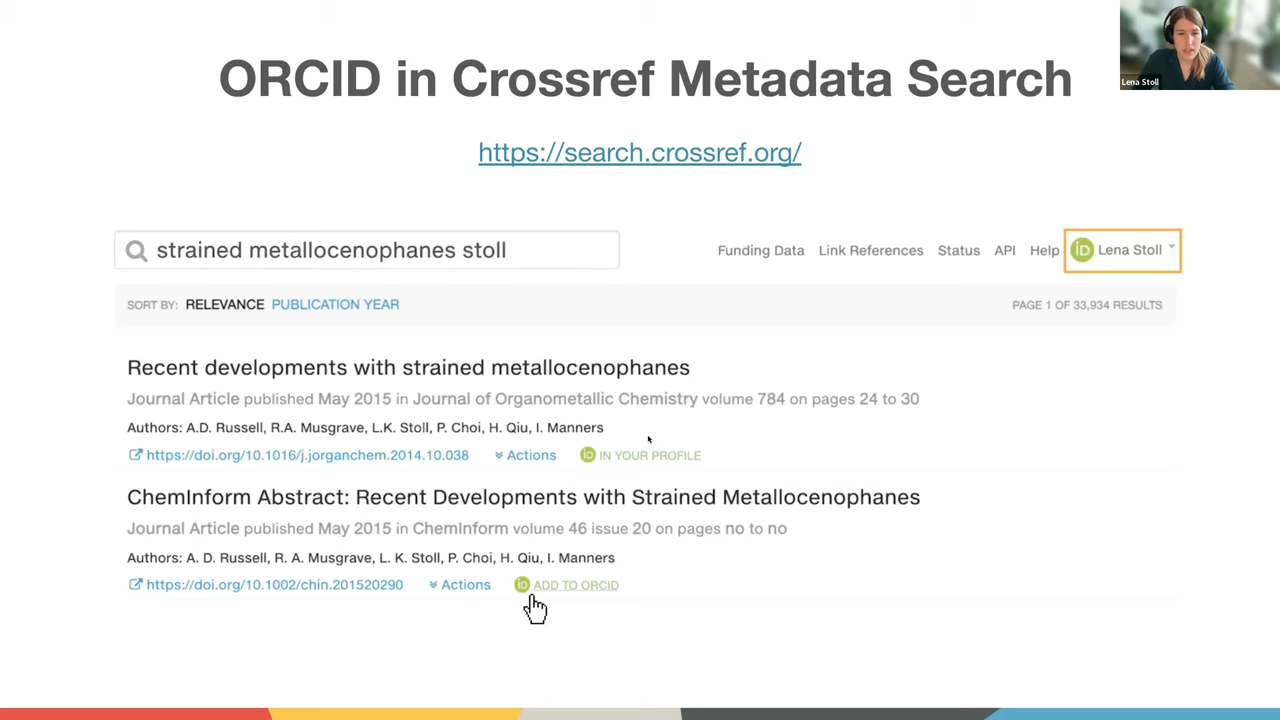 ORCID in Crossref Metadata Search
Lena Stoll
https://search.crossref.org/
strained metallocenophanes stoll
Funding Data Link References Status API Help iD Lena Stoll
SORT BY: RELEVANCE PUBLICATION YEAR PAGE 1 OF 33,934 RESULTS
Recent developments with strained metallocenophanes
Journal Article published May 2015 in Journal of Organometallic Chemistry volume 784 on pages 24 to 30
Authors: A.D. Russell, R.A. Musgrave, L.K. Stoll, P. Choi, H. Qiu, I. Manners
https://doi.org/10.1016/j.jorganchem.2014.10.038 Actions iD IN YOUR PROFILE
ChemInform Abstract: Recent Developments with Strained Metallocenophanes
Journal Article published May 2015 in ChemInform volume 46 issue 20 on pages no to no
Authors: A. D. Russell, R. A. Musgrave, L. K. Stoll, P. Choi, H. Qiu, I. Manners
https://doi.org/10.1002/chin.201520290 Actions iD ADD TO ORCID